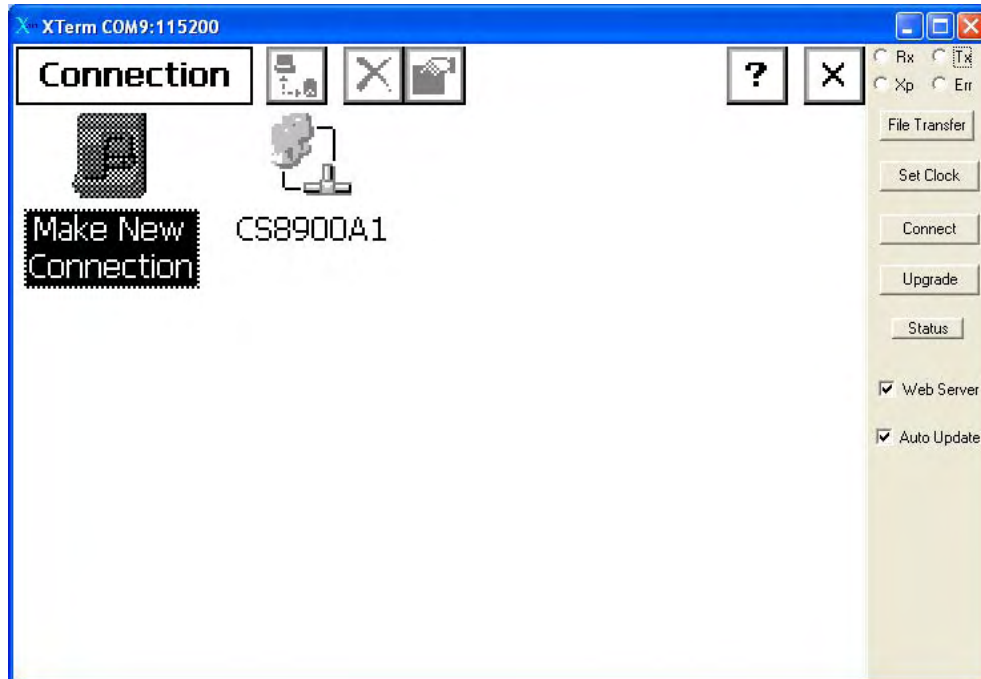 XTerm COM9:115200
Connection
?
Rx Tx
Xp Err
File Transfer
Set Clock
Connect
Upgrade
Status
Web Server
Auto Update
Make New
Connection
CS8900A1